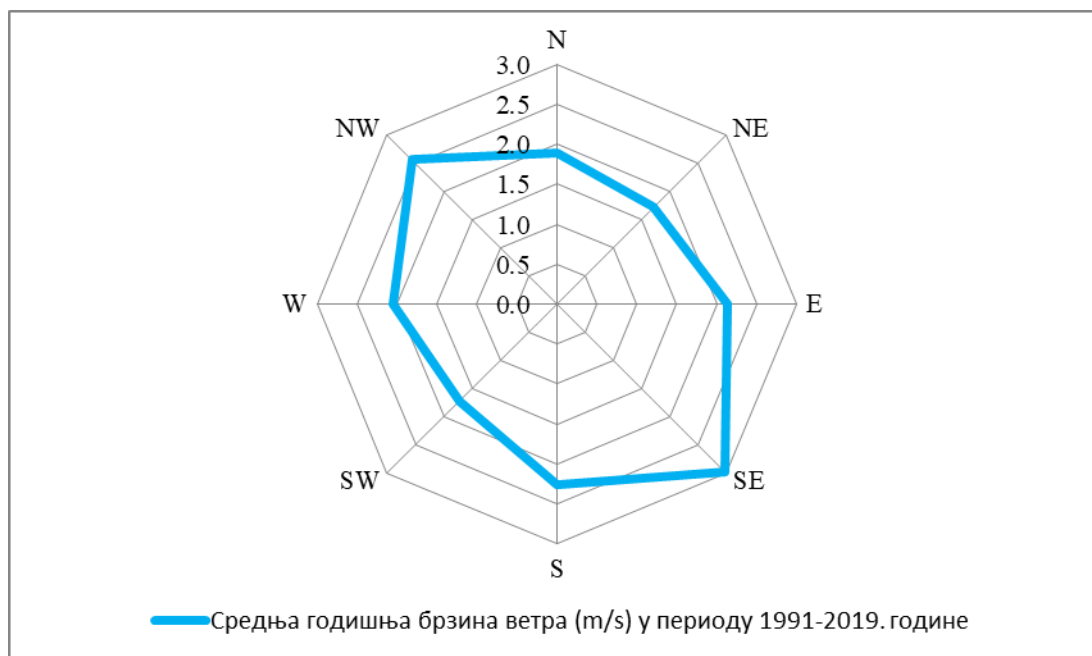 N
3.0
2.5
NW
NE
2.0
1.5
1.0
0.5
W
0.0
E
SW
SE
S
Средња годишња брзина ветра (m/s) у периоду 1991-2019. године